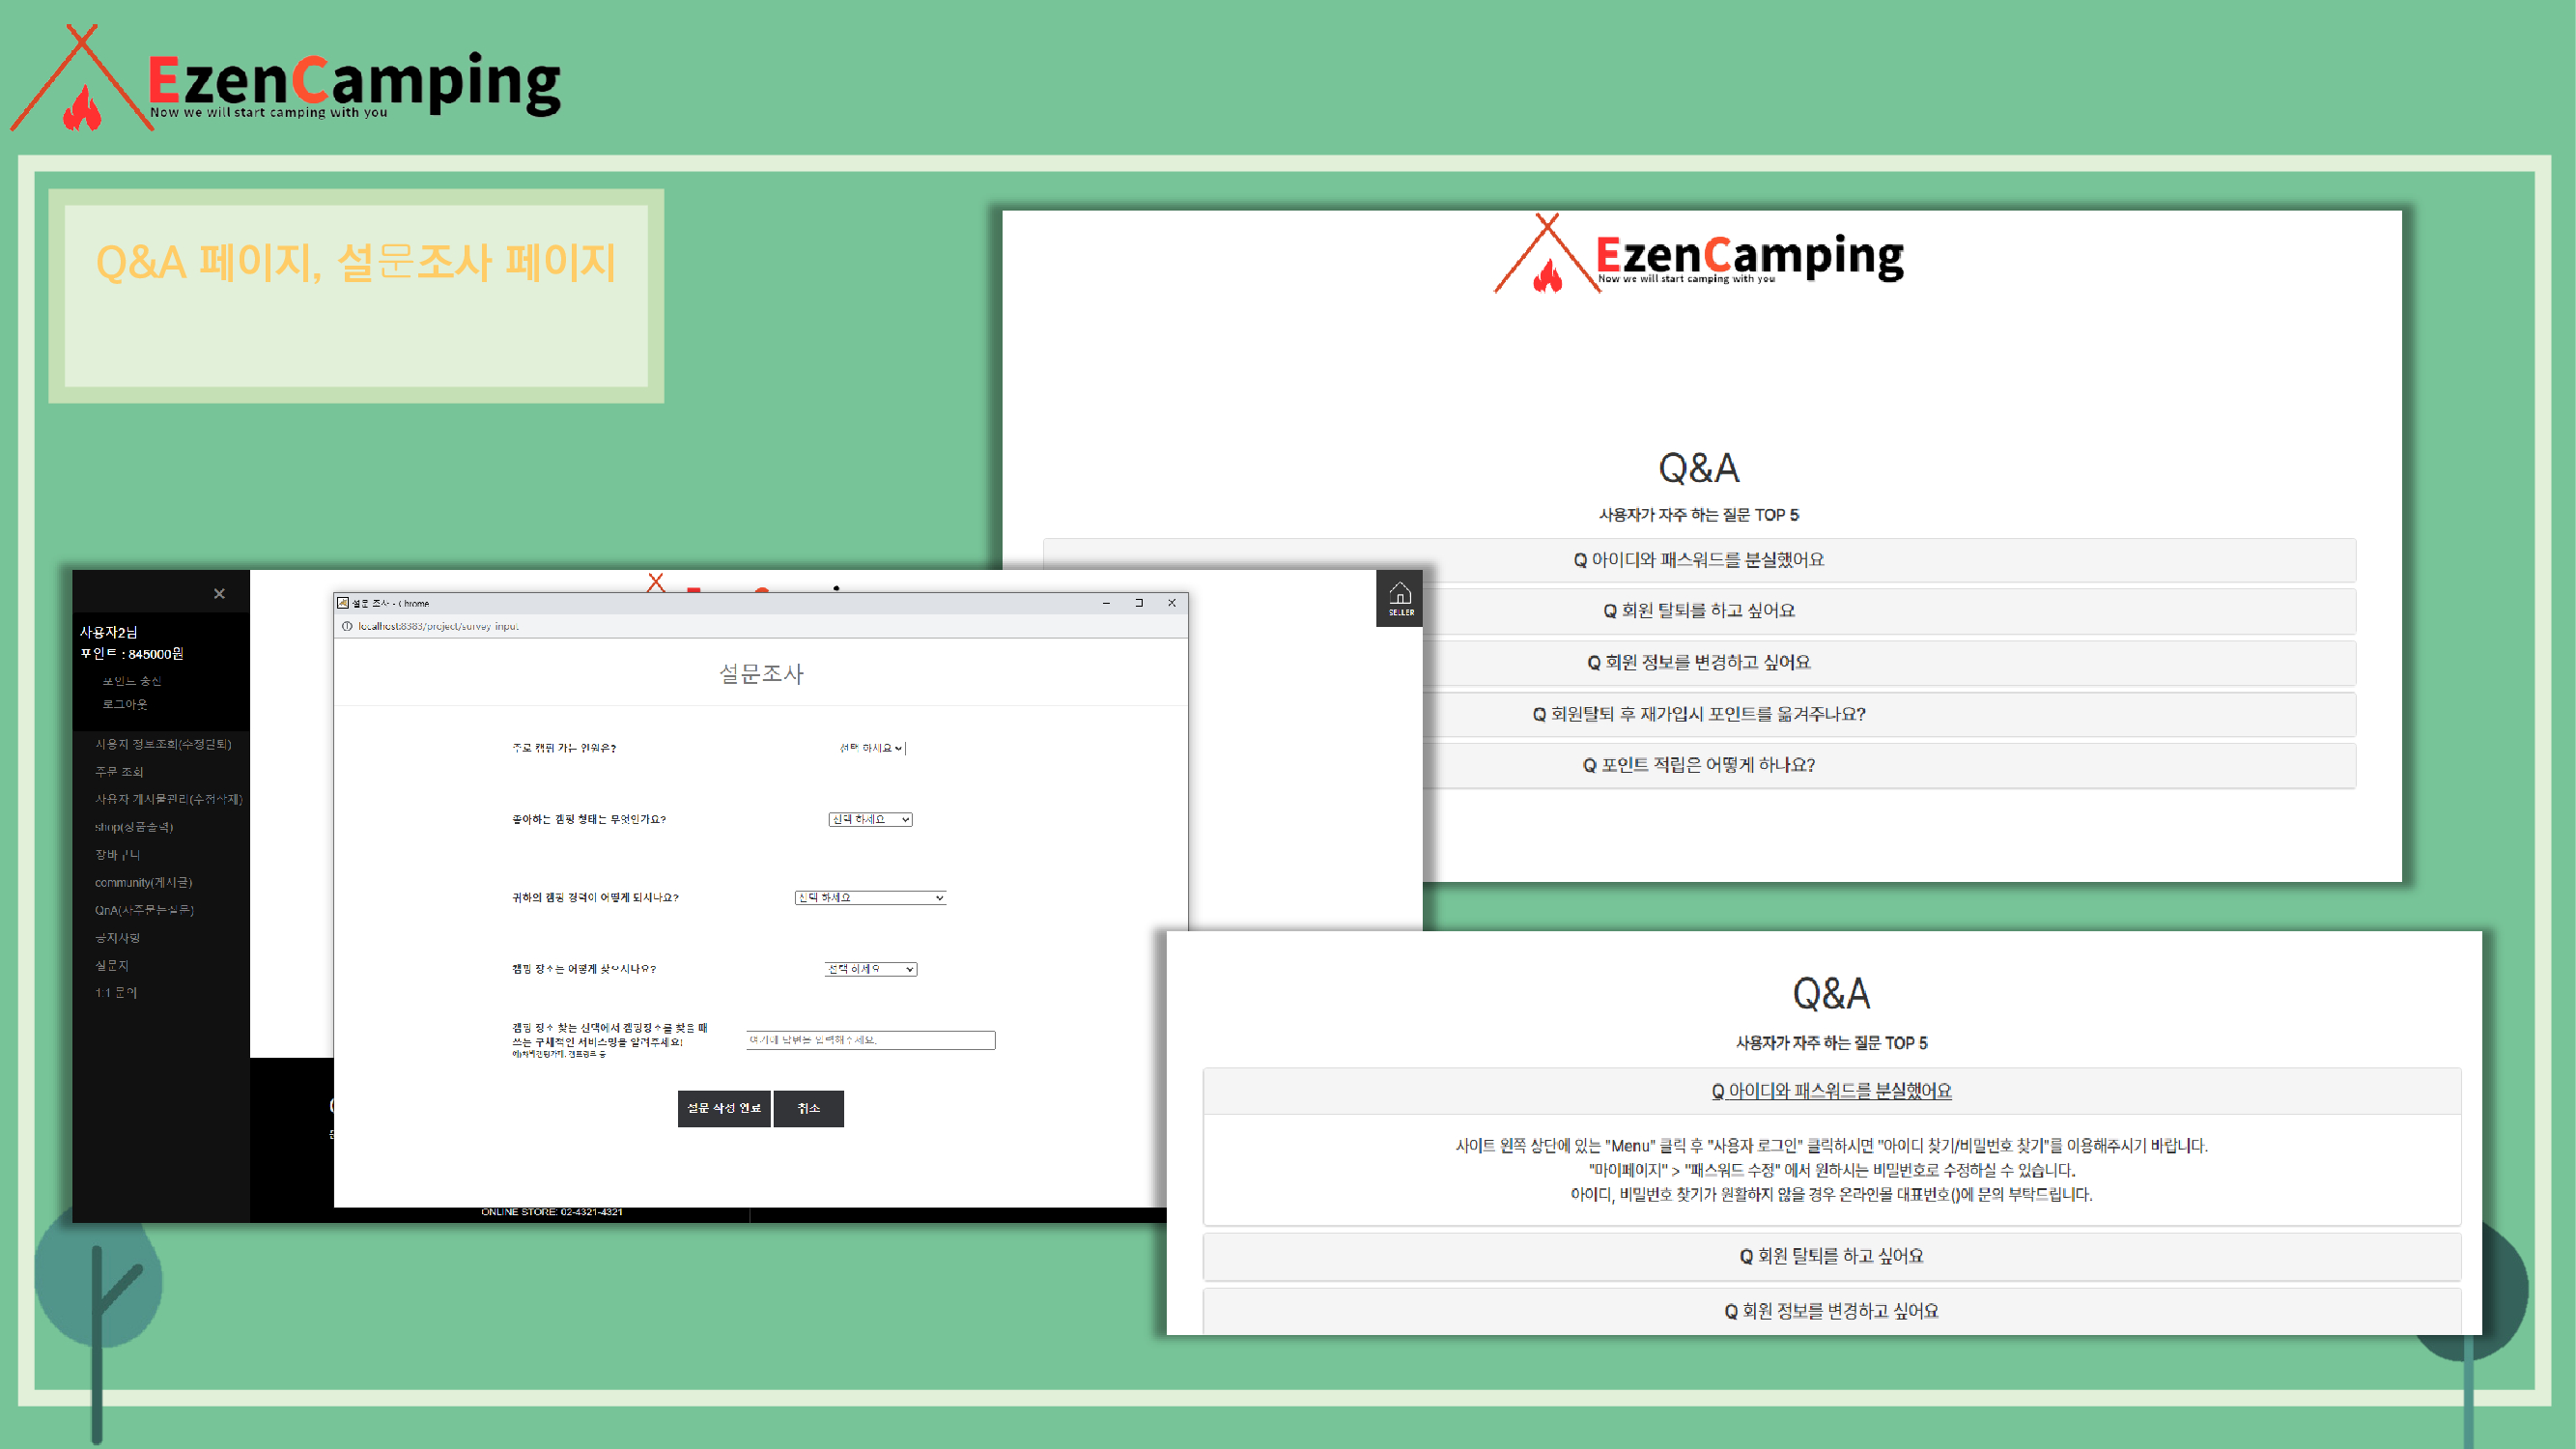 EzenCamping
Now we will start camping with you
Q&A 페이지, 설문조사 페이지
EzenCamping
Now we will start camping with you
Q&A
사용자가 자주 하는 질문 TOP 5
Q 아이디와 패스워드를 분실했어요
Q 회원 탈퇴를 하고 싶어요
Q 회원 정보를 변경하고 싶어요
Q 회원탈퇴 후 재가입시 포인트를 옮겨주나요?
Q 포인트 적립은 어떻게 하나요?
SELLER
사용자2님
포인트 : 845000원
포인트 충전
로그아웃
사용자 정보조회(수정탈퇴)
주문 조회
사용자 게시물관리(수정삭제)
shop(상품출력)
장바구니
community(게시글)
QnA(자주묻는질문)
공지사항
설문지
1:1 문의
설문 조사 - Chrome
localhost:8383/project/survey_input
설문조사
주로 캠핑 가는 인원은?
선택 하세요
좋아하는 캠핑 형태는 무엇인가요?
선택 하세요
귀하의 캠핑 경력이 어떻게 되시나요?
선택 하세요
캠핑 장소는 어떻게 찾으시나요?
선택 하세요
캠핑 장소 찾는 선택에서 캠핑장소를 찾을 때
쓰는 구체적인 서비스명을 알려주세요!
여기에 답변을 입력해주세요.
설문 작성 완료
취소
ONLINE STORE: 02-4321-4321
Q&A
사용자가 자주 하는 질문 TOP 5
Q 아이디와 패스워드를 분실했어요
사이트 왼쪽 상단에 있는 "Menu" 클릭 후 "사용자 로그인" 클릭하시면 "아이디 찾기/비밀번호 찾기"를 이용해주시기 바랍니다.
"마이페이지" > "패스워드 수정" 에서 원하시는 비밀번호로 수정하실 수 있습니다.
아이디, 비밀번호 찾기가 원활하지 않을 경우 온라인몰 대표번호()에 문의 부탁드립니다.
Q 회원 탈퇴를 하고 싶어요
Q 회원 정보를 변경하고 싶어요